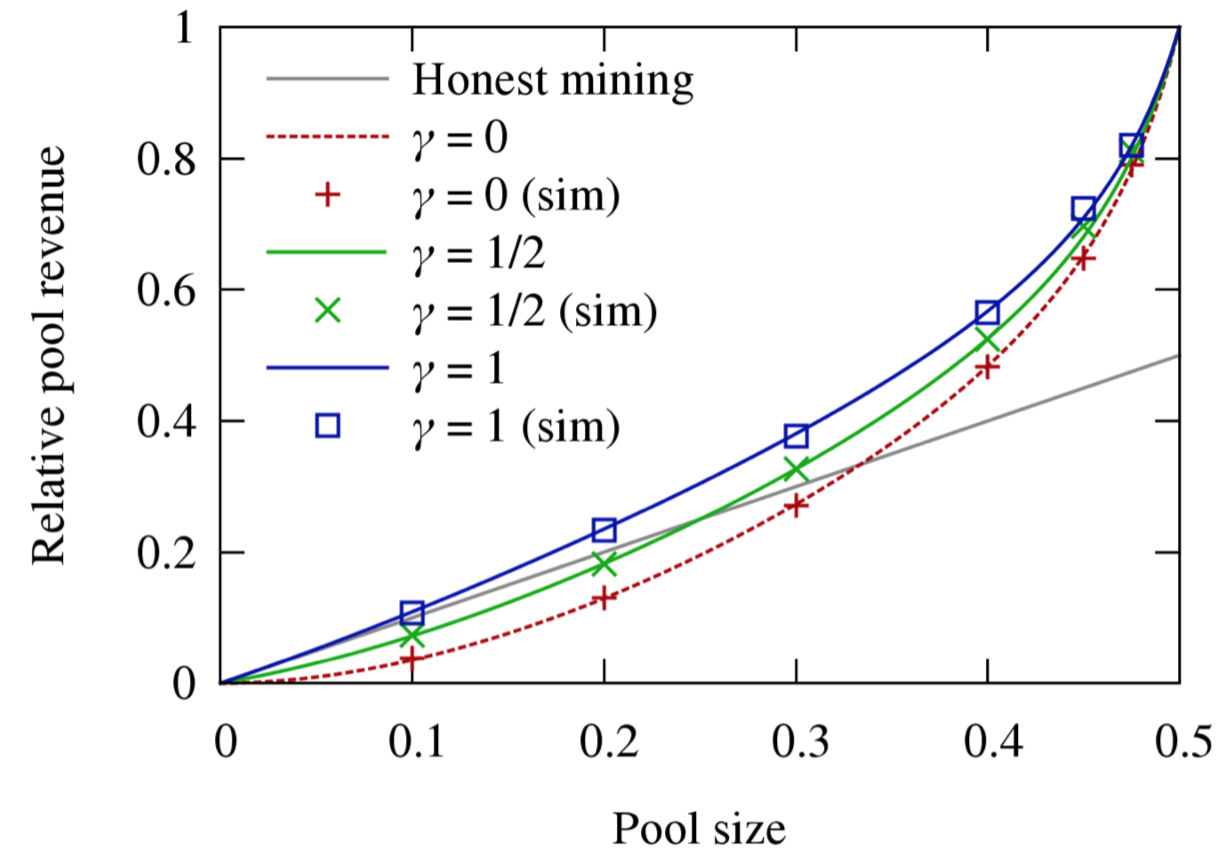 1
0.8
0.6
0.4
0.2
0
Relative pool revenue
Honest mining
γ = 0
γ = 0 (sim)
γ = 1/2
γ = 1/2 (sim)
γ = 1
γ = 1 (sim)
0 0.1 0.2 0.3 0.4 0.5
Pool size